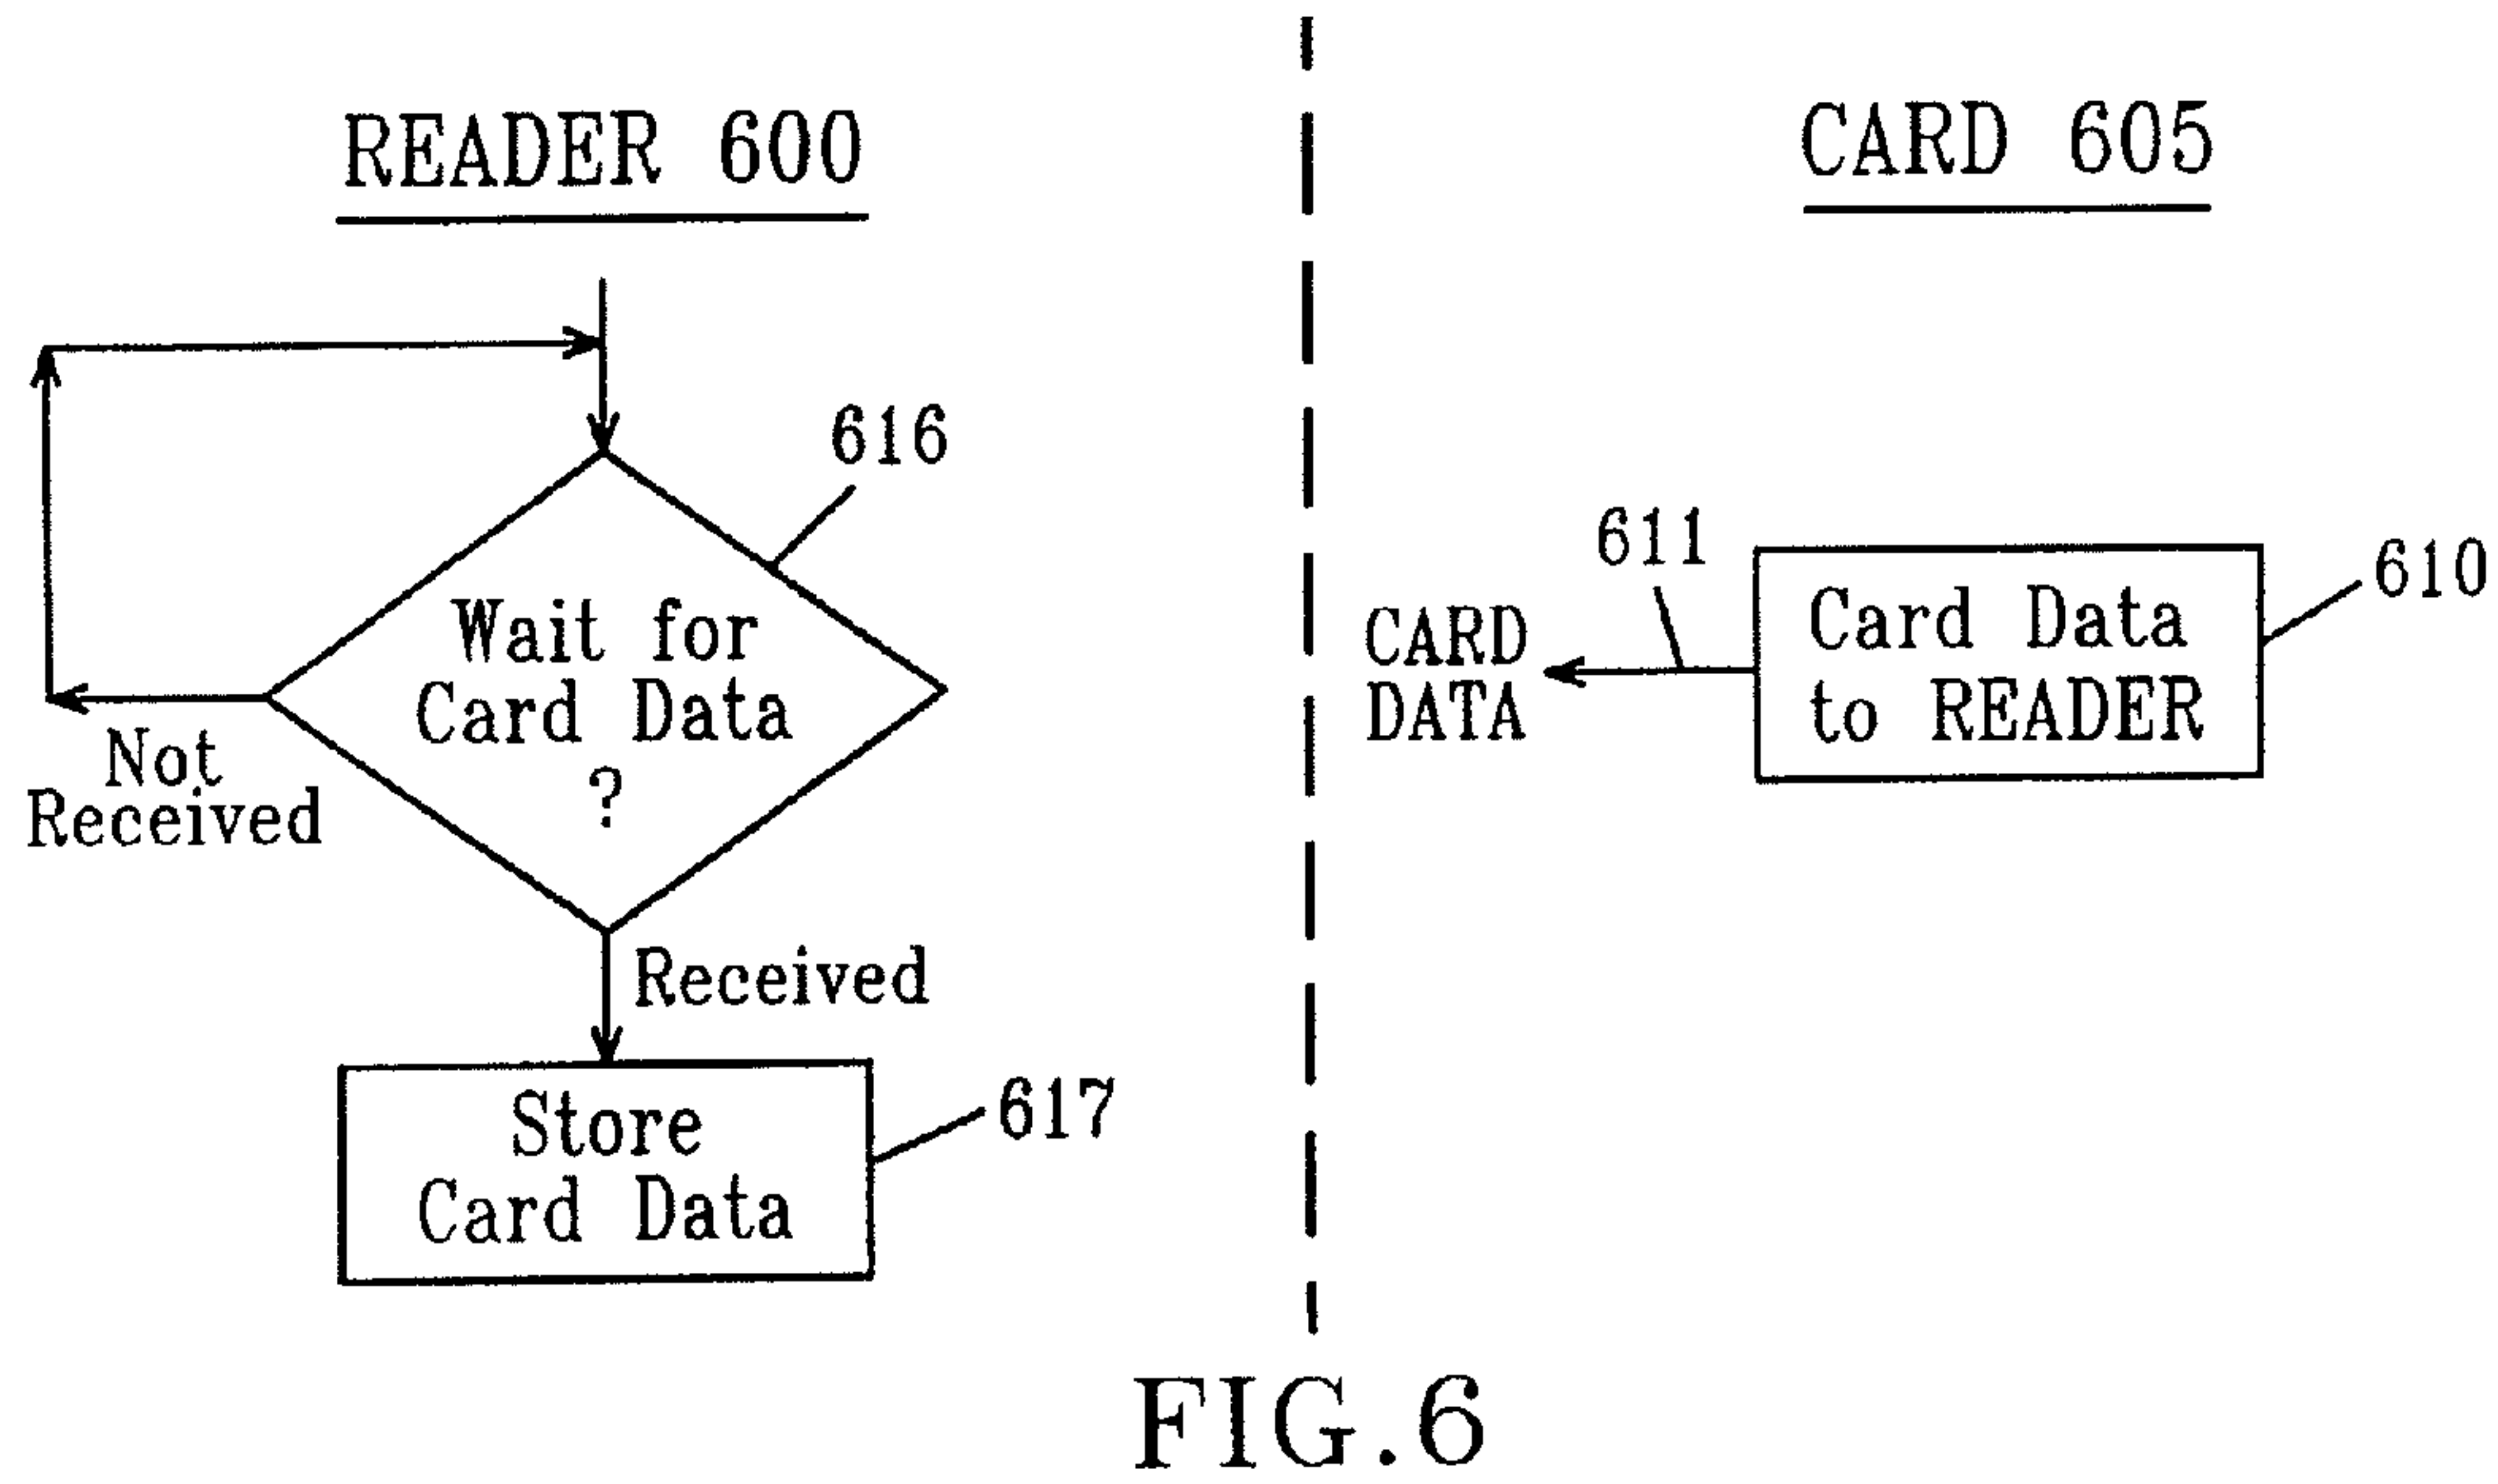 READER 600
CARD 605
616
Wait for
Card Data
?
Not
Received
Received
Store
Card Data
617
611
CARD
DATA
Card Data
to READER
610
FIG.6